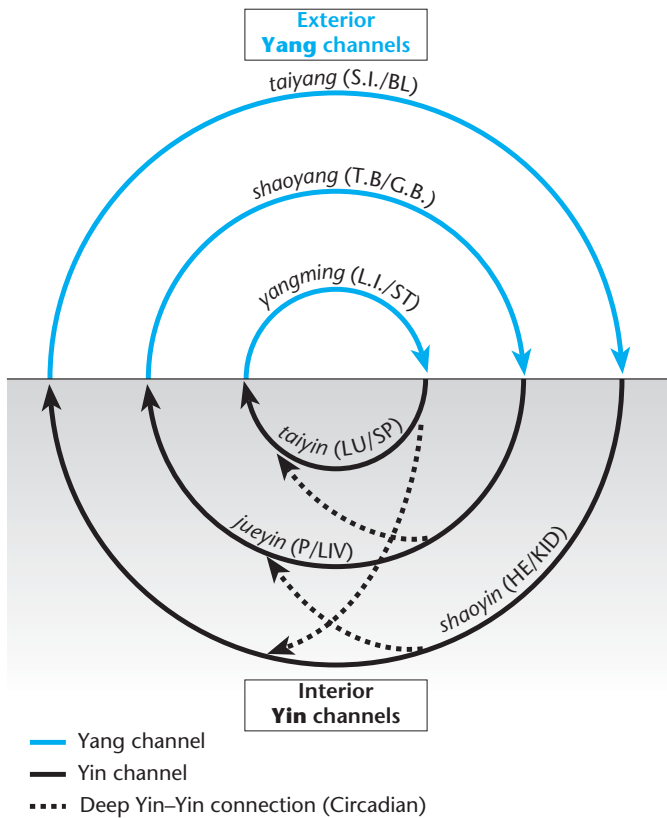 Exterior
Yang channels
taiyang (S.I./BL)
shaoyang (T.B/G.B.)
yangming (L.I./ST)
taiyin (LU/SP)
jueyin (P/LIV)
shaoyin (HE/KID)
Interior
Yin channels
Yang channel
Yin channel
Deep Yin–Yin connection (Circadian)